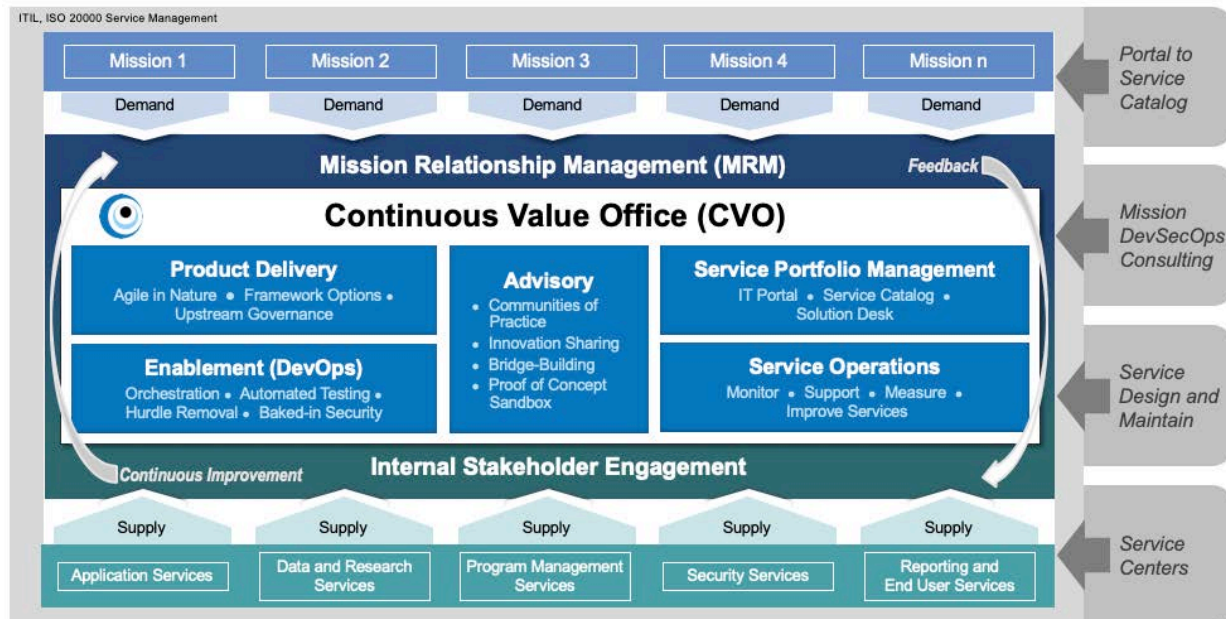 ITIL, ISO 20000 Service Management
Mission 1
Mission 2
Mission 3
Mission 4
Mission n
Demand
Demand
Demand
Demand
Demand
Mission Relationship Management (MRM)
Feedback
Continuous Value Office (CVO)
Product Delivery
Agile in Nature • Framework Options •
Upstream Governance
Enablement (DevOps)
Orchestration • Automated Testing •
Hurdle Removal • Baked-in Security
Advisory
• Communities of
Practice
• Innovation Sharing
• Bridge-Building
• Proof of Concept
Sandbox
Service Portfolio Management
IT Portal • Service Catalog •
Solution Desk
Service Operations
Monitor • Support • Measure •
Improve Services
Continuous Improvement
Internal Stakeholder Engagement
Supply
Supply
Supply
Supply
Supply
Application Services
Data and Research
Services
Program Management
Services
Security Services
Reporting and
End User Services
Portal to
Service
Catalog
Mission
DevSecOps
Consulting
Service
Design and
Maintain
Service
Centers